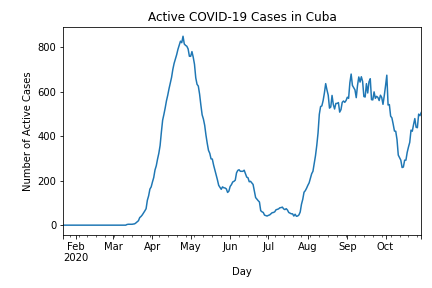 Active COVID-19 Cases in Cuba
Number of Active Cases
800
600
400
200
0
Feb Mar Apr May Jun Jul Aug Sep Oct
2020
Day